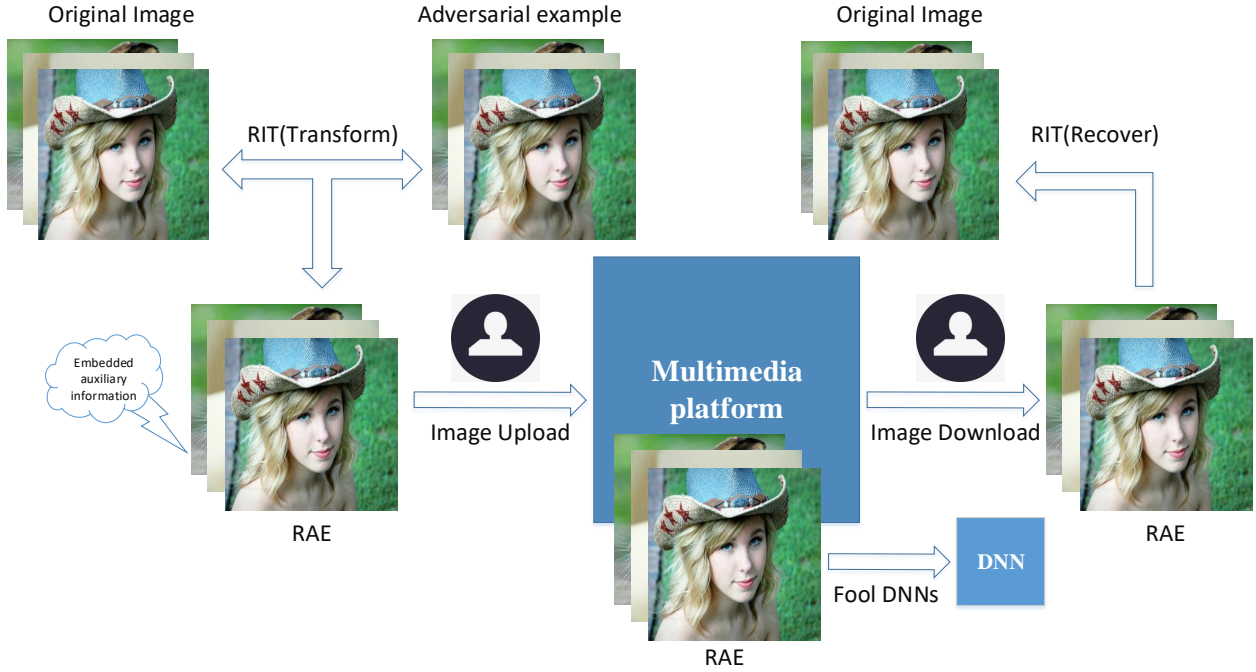 Original Image
Adversarial example
Original Image
RIT(Transform)
RIT(Recover)
Embedded
auxiliary
information
Multimedia
platform
Image Upload
Image Download
RAE
RAE
DNN
Fool DNNs
RAE